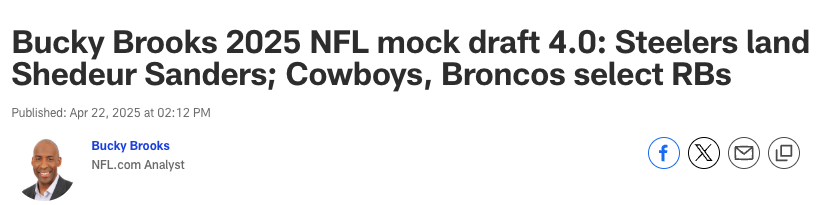 Bucky Brooks 2025 NFL mock draft 4.0: Steelers land
Shedeur Sanders; Cowboys, Broncos select RBs
Published: Apr 22, 2025 at 02:12 PM
Bucky Brooks
NFL.com Analyst